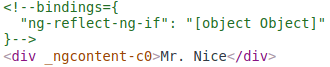 <!--bindings={
"ng-reflect-ng-if": "[object Object]"
}-->
<div _ngcontent-c0>Mr. Nice</div>